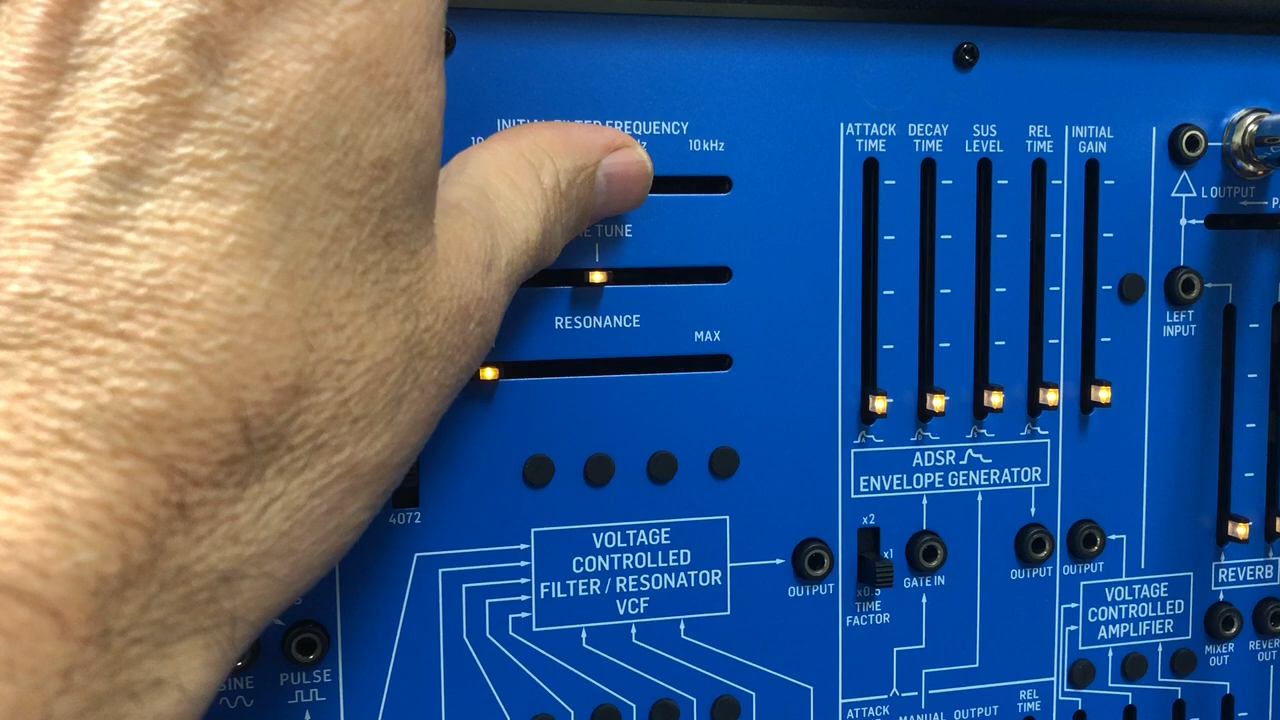 INITIAL FILTER FREQUENCY
10 kHz
TUNE
RESONANCE
MAX
4072
VOLTAGE
CONTROLLED
FILTER / RESONATOR
VCF
OUTPUT
SINE
PULSE
ATTACK
TIME
DECAY
TIME
SUS
LEVEL
REL
TIME
INITIAL
GAIN
ADSR
ENVELOPE GENERATOR
x2
x1
x0.5
TIME
FACTOR
GATE IN
OUTPUT
OUTPUT
ATTACK
MANUAL
OUTPUT
REL
TIME
VOLTAGE
CONTROLLED
AMPLIFIER
L OUTPUT
LEFT
INPUT
REVERB
MIXER
OUT
OUT